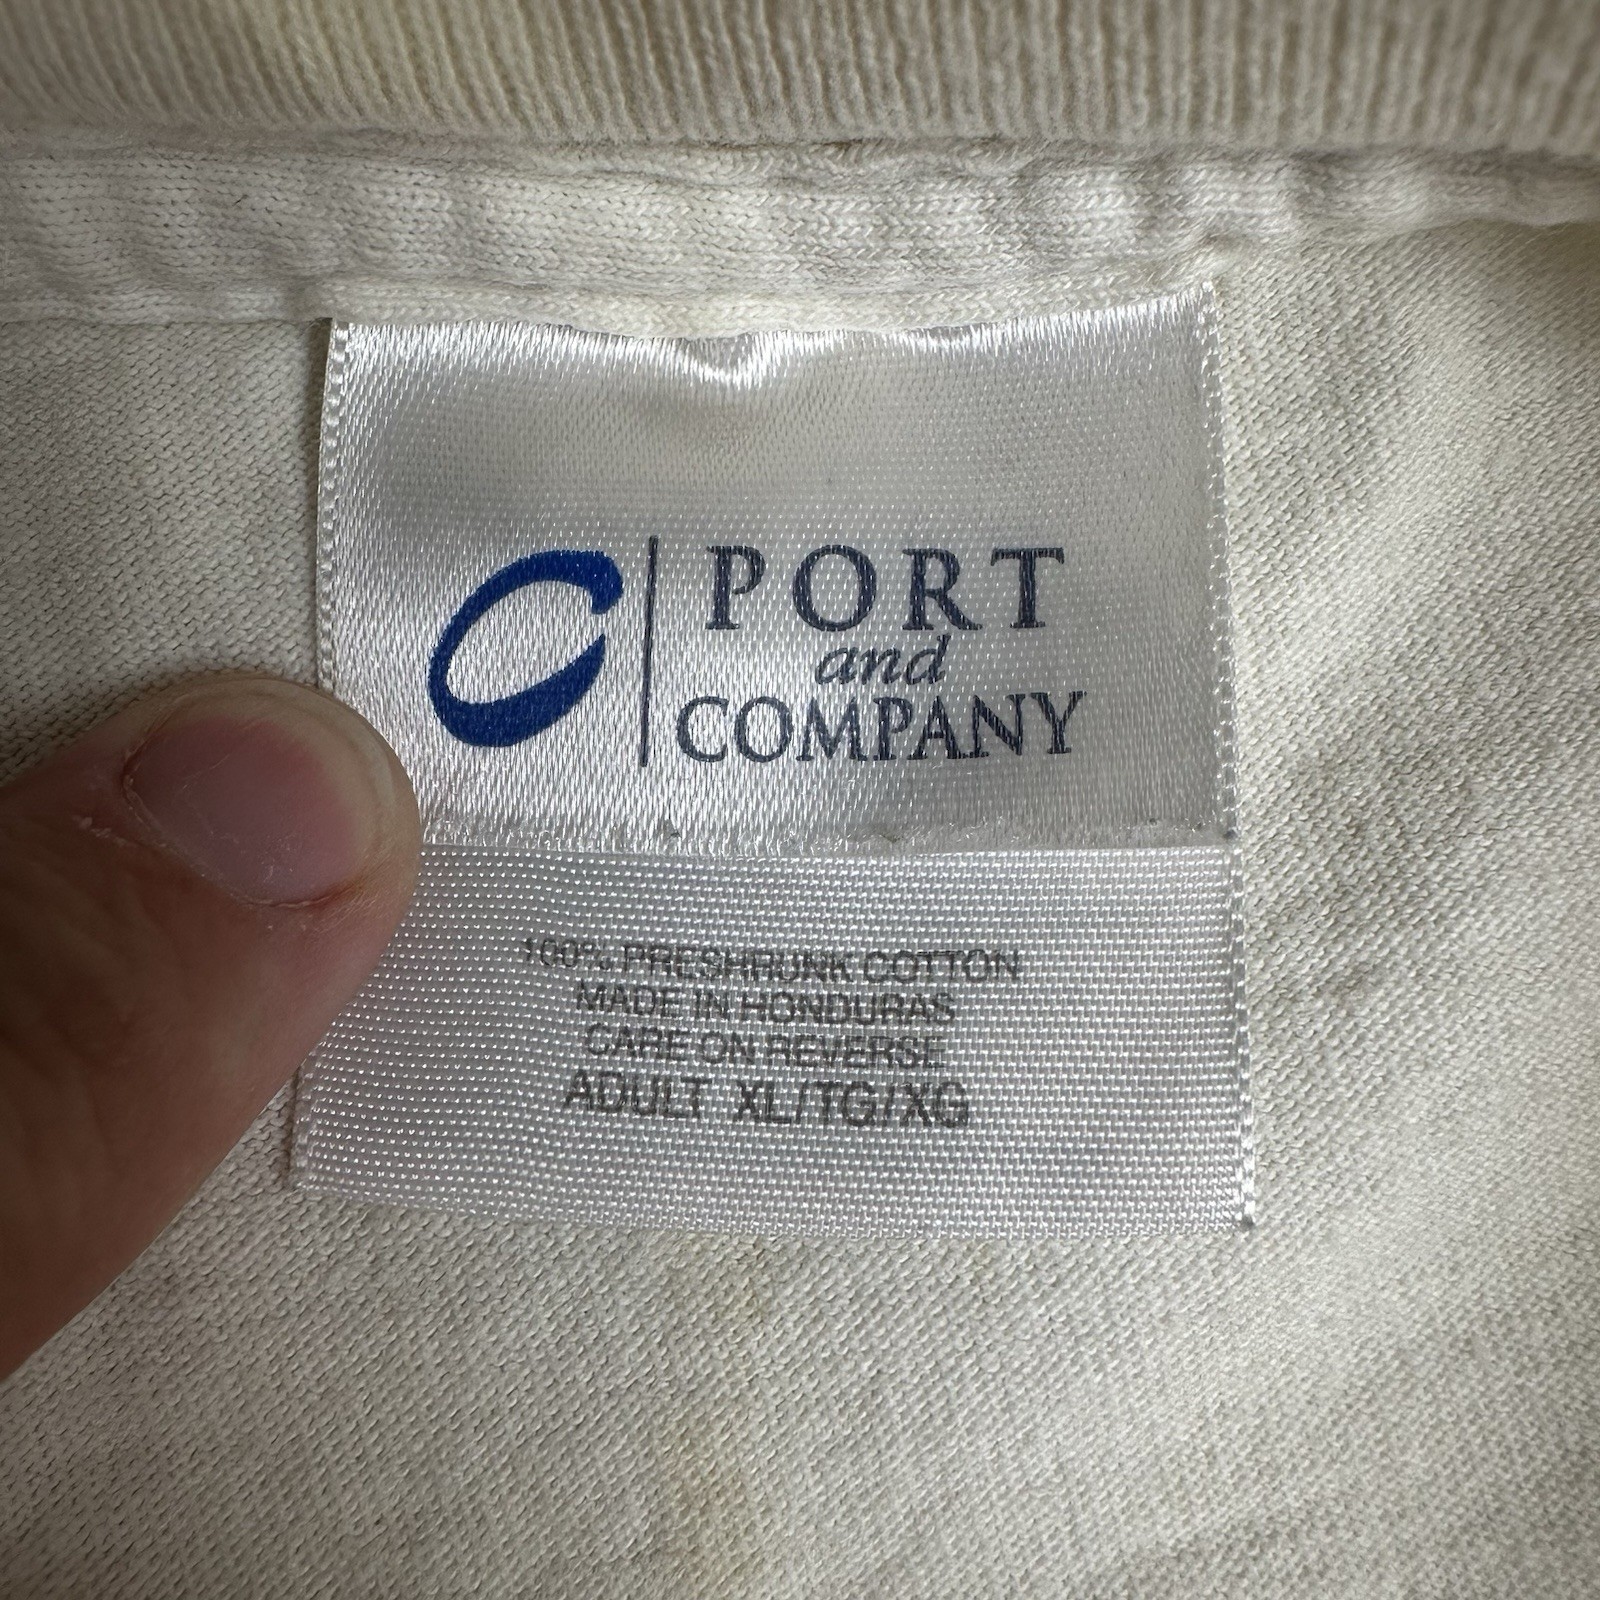 PORT
and
COMPANY
100% PRESHRUNK COTTON
MADE IN HONDURAS
CARE ON REVERSE
ADULT XL/TG/XG